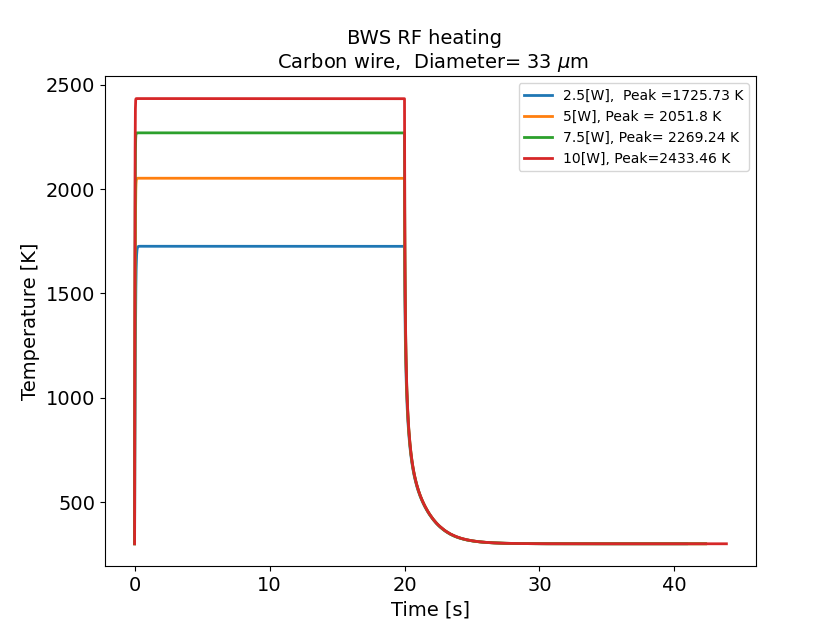 BWS RF heating
Carbon wire,  Diameter= 33 μm
2.5[W],  Peak =1725.73 K
5[W], Peak = 2051.8 K
7.5[W], Peak= 2269.24 K
10[W], Peak=2433.46 K
Temperature [K]
2500
2000
1500
1000
500
0 10 20 30 40
Time [s]